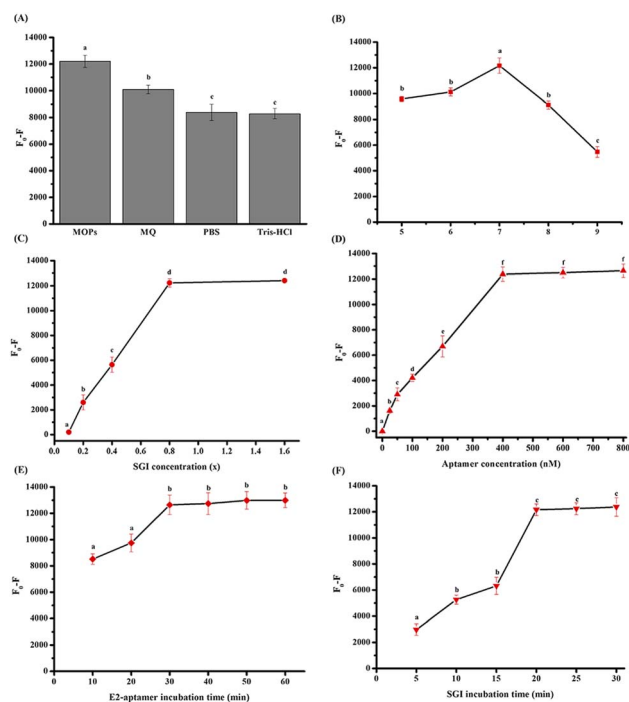 (A)
a
b
c
c
14000
12000
10000
8000
6000
4000
2000
0
F0-F
MOPs MQ PBS Tris-HCl
(B)
14000
12000
10000
8000
6000
4000
2000
0
F0-F
b b a b c
5 6 7 8 9
(C)
14000
12000
10000
8000
6000
4000
2000
0
F0-F
a b c d d
0.0 0.2 0.4 0.6 0.8 1.0 1.2 1.4 1.6
SGI concentration (x)
(D)
14000
12000
10000
8000
6000
4000
2000
0
F0-F
a b c d e f f f
0 100 200 300 400 500 600 700 800
Aptamer concentration (nM)
(E)
14000
12000
10000
8000
6000
4000
2000
0
F0-F
a a b b b b
10 20 30 40 50 60
E2-aptamer incubation time (min)
(F)
14000
12000
10000
8000
6000
4000
2000
0
F0-F
a b b c c c
5 10 15 20 25 30
SGI incubation time (min)